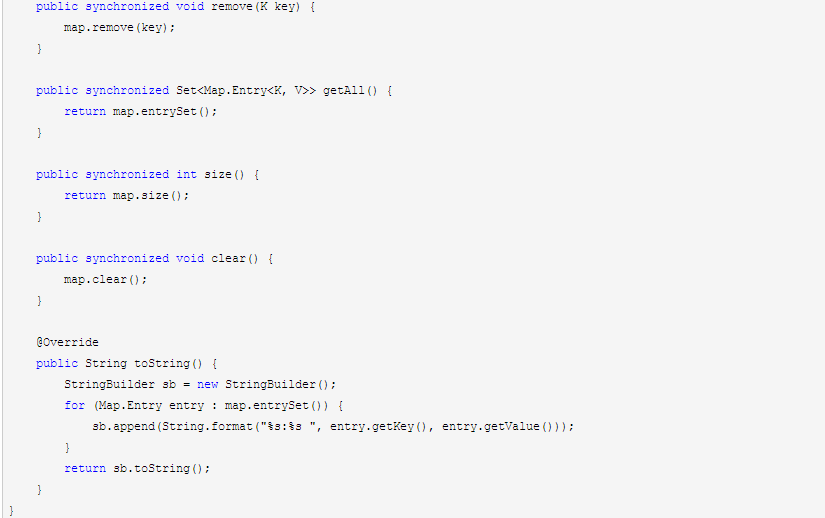 public synchronized void remove(K key) {
map.remove(key);
}
public synchronized Set<Map.Entry<K, V>> getAll() {
return map.entrySet();
}
public synchronized int size() {
return map.size();
}
public synchronized void clear() {
map.clear();
}
@Override
public String toString() {
StringBuilder sb = new StringBuilder();
for (Map.Entry entry : map.entrySet()) {
sb.append(String.format("%s:%s ", entry.getKey(), entry.getValue()));
}
return sb.toString();
}
}